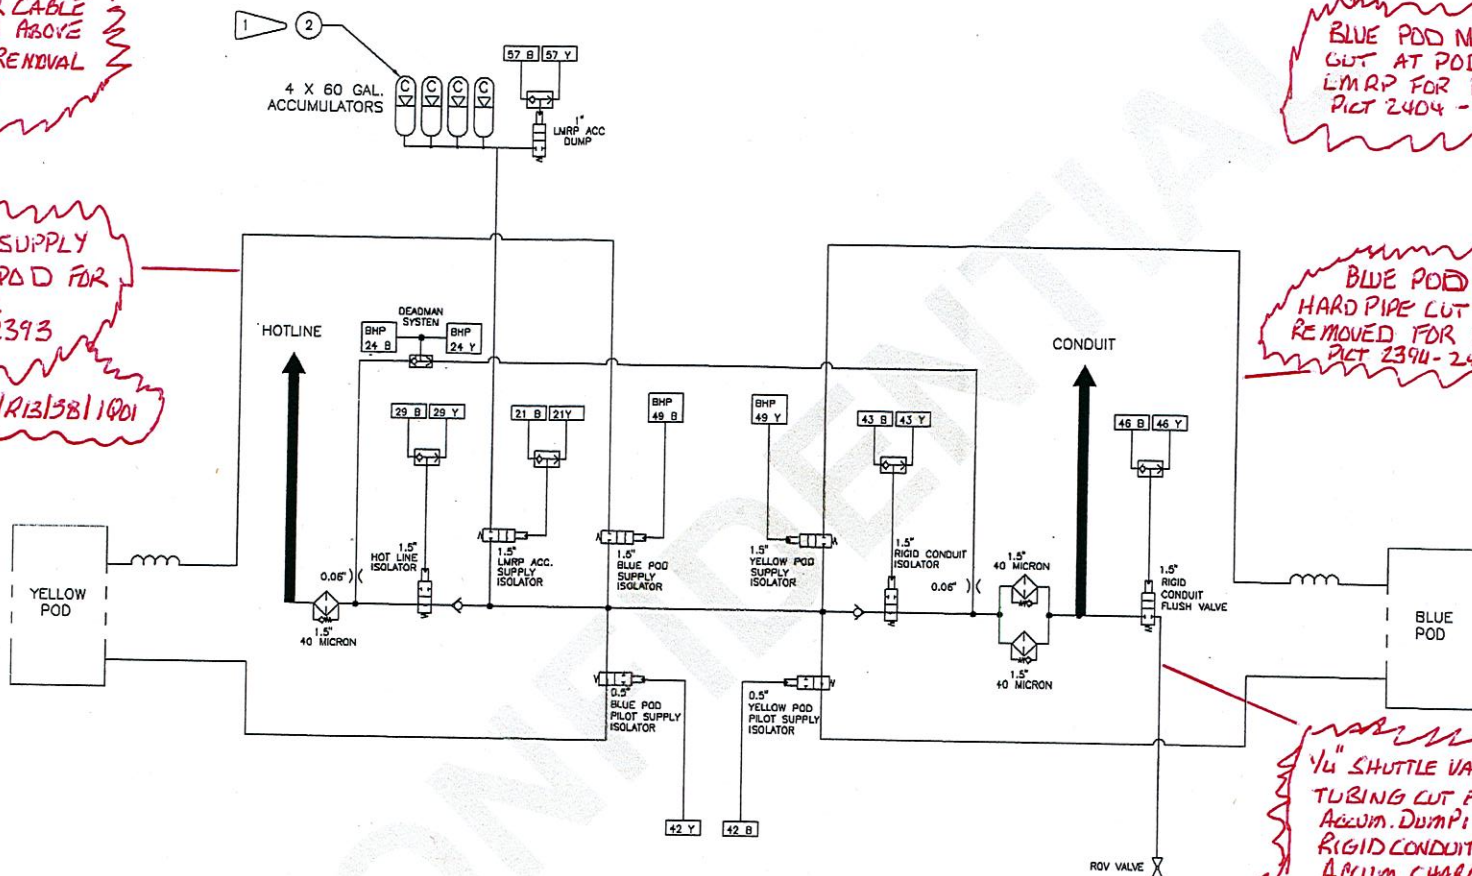 CABLE
ABOVE
REMOVAL
1
2
4 X 60 GAL.
ACCUMULATORS
C C C C
57 B 57 Y
1"
LMRP ACC
DUMP
BLUE POD
CUT AT POD
LMRP FOR
PICT 2404 -
SUPPLY
POD FOR
2393
HOTLINE
DEADMAN
SYSTEN
BHP
24 B
BHP
24 Y
29 B 29 Y
21 B 21Y
BHP
49 B
BHP
49 Y
43 B 43 Y
CONDUIT
46 B 46 Y
BLUE POD
HARD PIPE CUT
REMOVED FOR
PICT 2394-
1.5"
HOT LINE
ISOLATOR
1.5"
LMRP ACC.
SUPPLY
ISOLATOR
1.5"
BLUE POD
SUPPLY
ISOLATOR
1.5"
YELLOW POD
SUPPLY
ISOLATOR
1.5"
RIGID CONDUIT
ISOLATOR
1.5"
40 MICRON
1.5"
RIGID
CONDUIT
FLUSH VALVE
0.06"
0.06"
YELLOW
POD
1.5"
40 MICRON
1.5"
40 MICRON
BLUE
POD
0.5"
BLUE POD
PILOT SUPPLY
ISOLATOR
0.5"
YELLOW POD
PILOT SUPPLY
ISOLATOR
42 Y
42 B
ROV VALVE
1/4" SHUTTLE
TUBING CUT
ACCUM. DUMP
RIGID CONDUIT
ACCUM.
CONFIDENTIAL